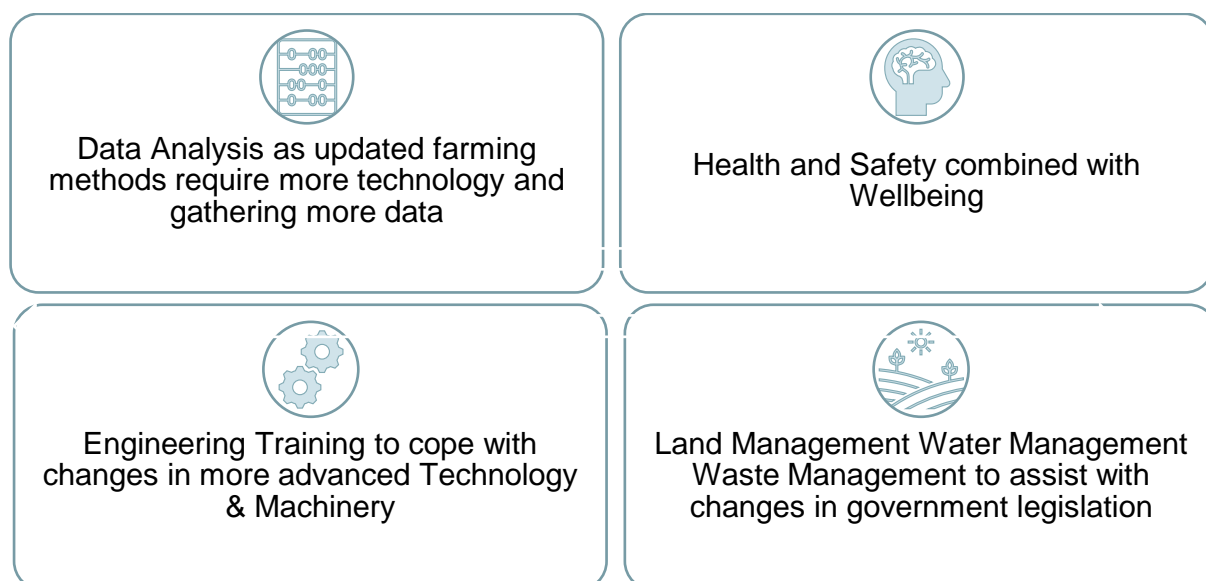 Data Analysis as updated farming
methods require more technology and
gathering more data
Health and Safety combined with
Wellbeing
Engineering Training to cope with
changes in more advanced Technology
& Machinery
Land Management Water Management
Waste Management to assist with
changes in government legislation